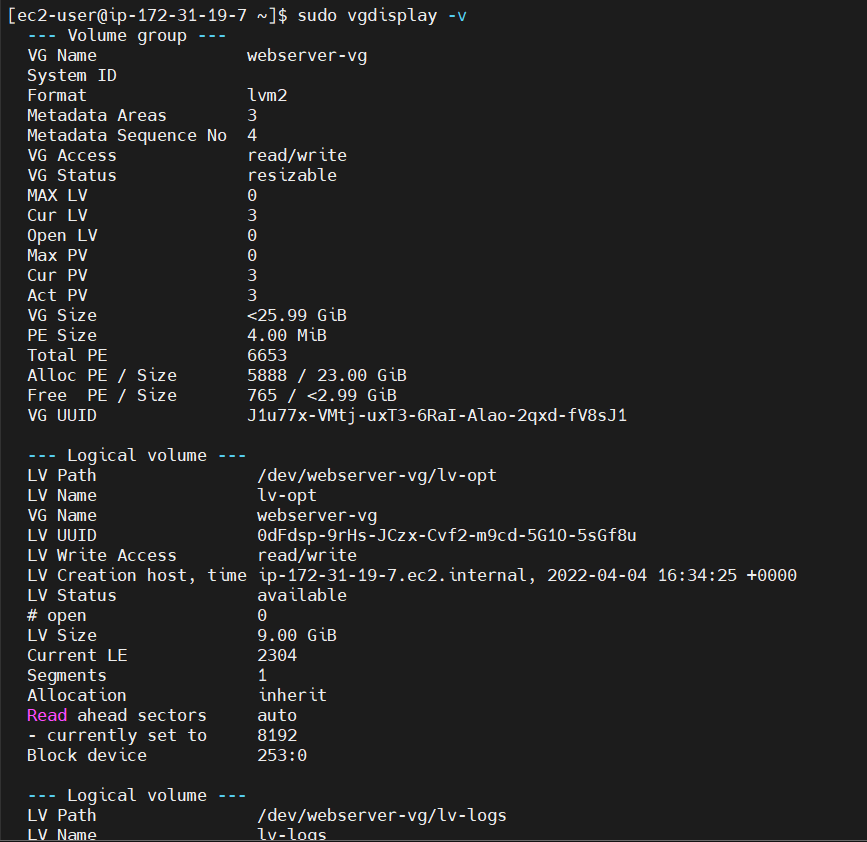 [ec2-user@ip-172-31-19-7 ~]$ sudo vgdisplay -v
--- Volume group ---
VG Name webserver-vg
System ID
Format lvm2
Metadata Areas 3
Metadata Sequence No 4
VG Access read/write
VG Status resizable
MAX LV 0
Cur LV 3
Open LV 0
Max PV 0
Cur PV 3
Act PV 3
VG Size <25.99 GiB
PE Size 4.00 MiB
Total PE 6653
Alloc PE / Size 5888 / 23.00 GiB
Free PE / Size 765 / <2.99 GiB
VG UUID J1u77x-VMtj-uxT3-6RaI-Alao-2qxd-fV8sJ1
--- Logical volume ---
LV Path /dev/webserver-vg/lv-opt
LV Name lv-opt
VG Name webserver-vg
LV UUID 0dFdsp-9rHs-JCzx-Cvf2-m9cd-5G1O-5sGf8u
LV Write Access read/write
LV Creation host, time ip-172-31-19-7.ec2.internal, 2022-04-04 16:34:25 +0000
LV Status available
# open 0
LV Size 9.00 GiB
Current LE 2304
Segments 1
Allocation inherit
Read ahead sectors auto
- currently set to 8192
Block device 253:0
--- Logical volume ---
LV Path /dev/webserver-vg/lv-logs
LV Name lv-logs